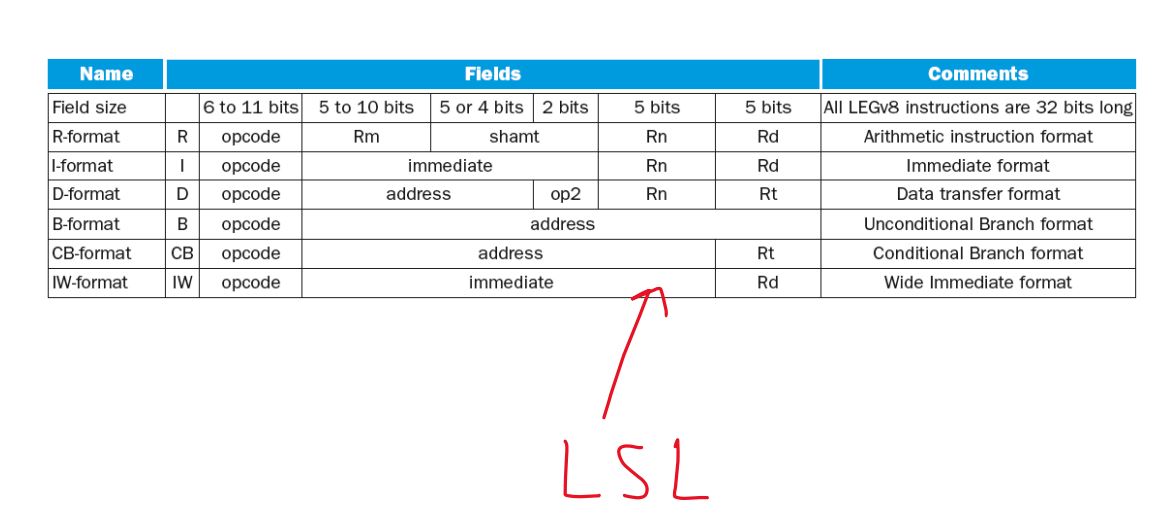 Name Fields Comments
Field size 6 to 11 bits 5 to 10 bits 5 or 4 bits 2 bits 5 bits 5 bits All LEGv8 instructions are 32 bits long
R-format R opcode Rm shamt Rn Rd Arithmetic instruction format
I-format I opcode immediate Rn Rd Immediate format
D-format D opcode address op2 Rn Rt Data transfer format
B-format B opcode address Unconditional Branch format
CB-format CB opcode address Rt Conditional Branch format
IW-format IW opcode immediate Rd Wide Immediate format
LSL